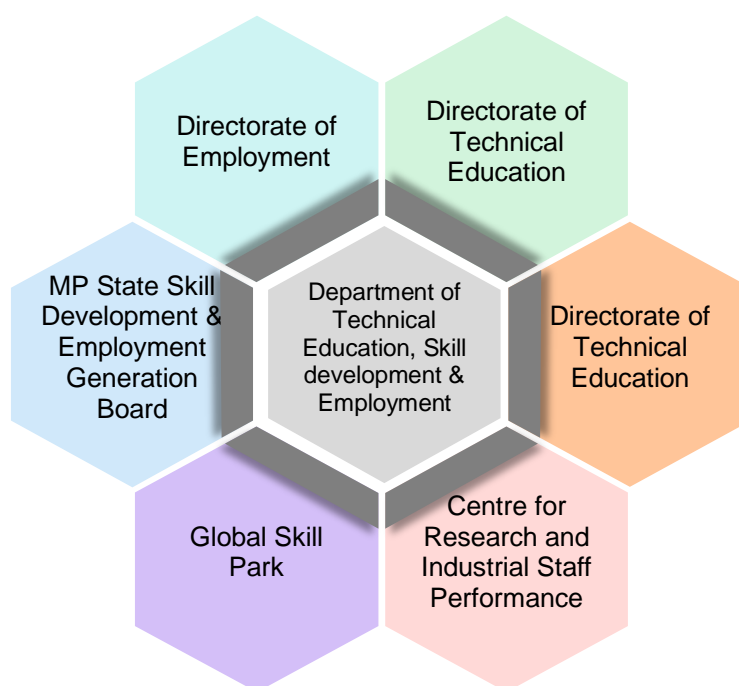 Directorate of
Employment
Directorate of
Technical
Education
MP State Skill
Development &
Employment
Generation
Board
Department of
Technical
Education, Skill
development &
Employment
Directorate of
Technical
Education
Global Skill
Park
Centre for
Research and
Industrial Staff
Performance